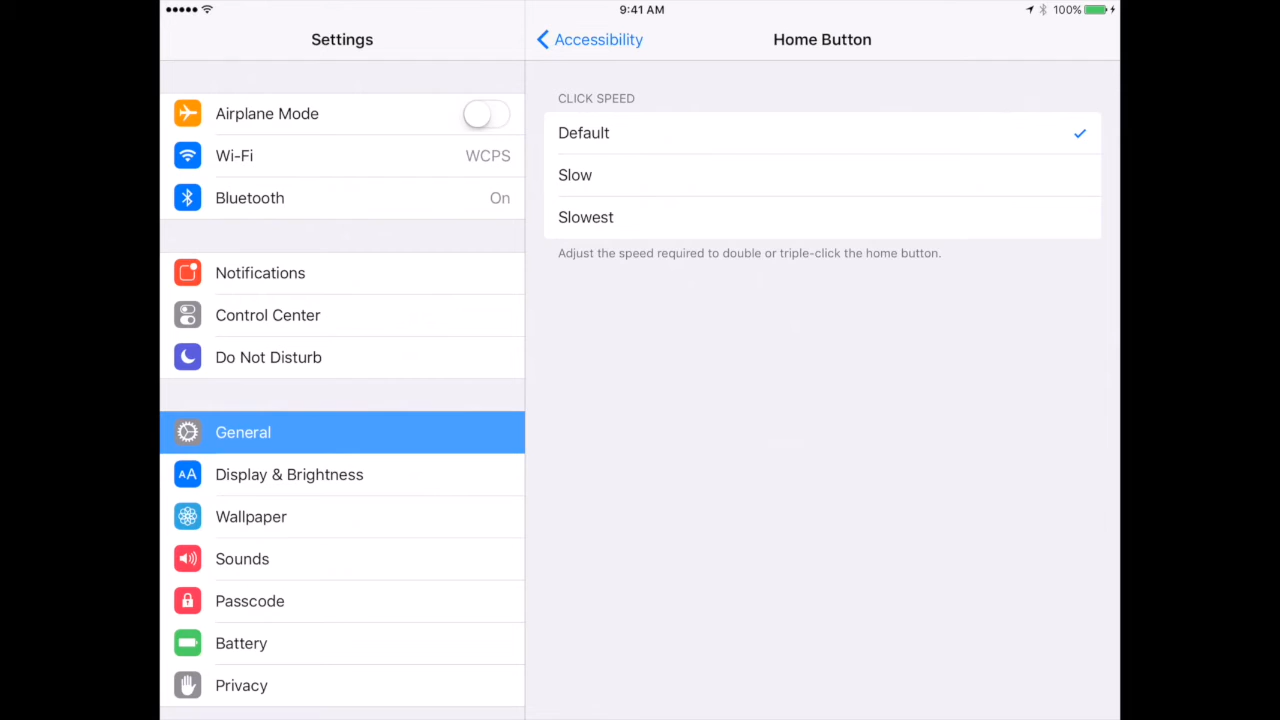 9:41 AM
100%
Settings
Accessibility
Home Button
Airplane Mode
Wi-Fi
WCPS
Bluetooth
On
Notifications
Control Center
Do Not Disturb
General
AA Display & Brightness
Wallpaper
Sounds
Passcode
Battery
Privacy
CLICK SPEED
Default
Slow
Slowest
Adjust the speed required to double or triple-click the home button.